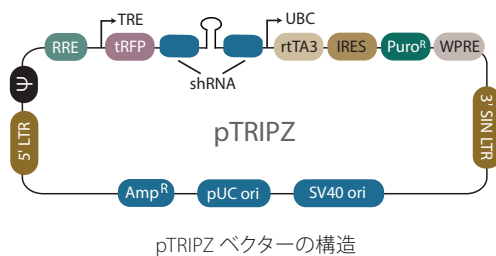 TRE
UBC
RRE
tRFP
rtTA3
IRES
Puroᴿ
WPRE
shRNA
Ψ
5' LTR
pTRIPZ
3' SIN LTR
Ampᴿ
pUC ori
SV40 ori
pTRIPZ ベクターの構造